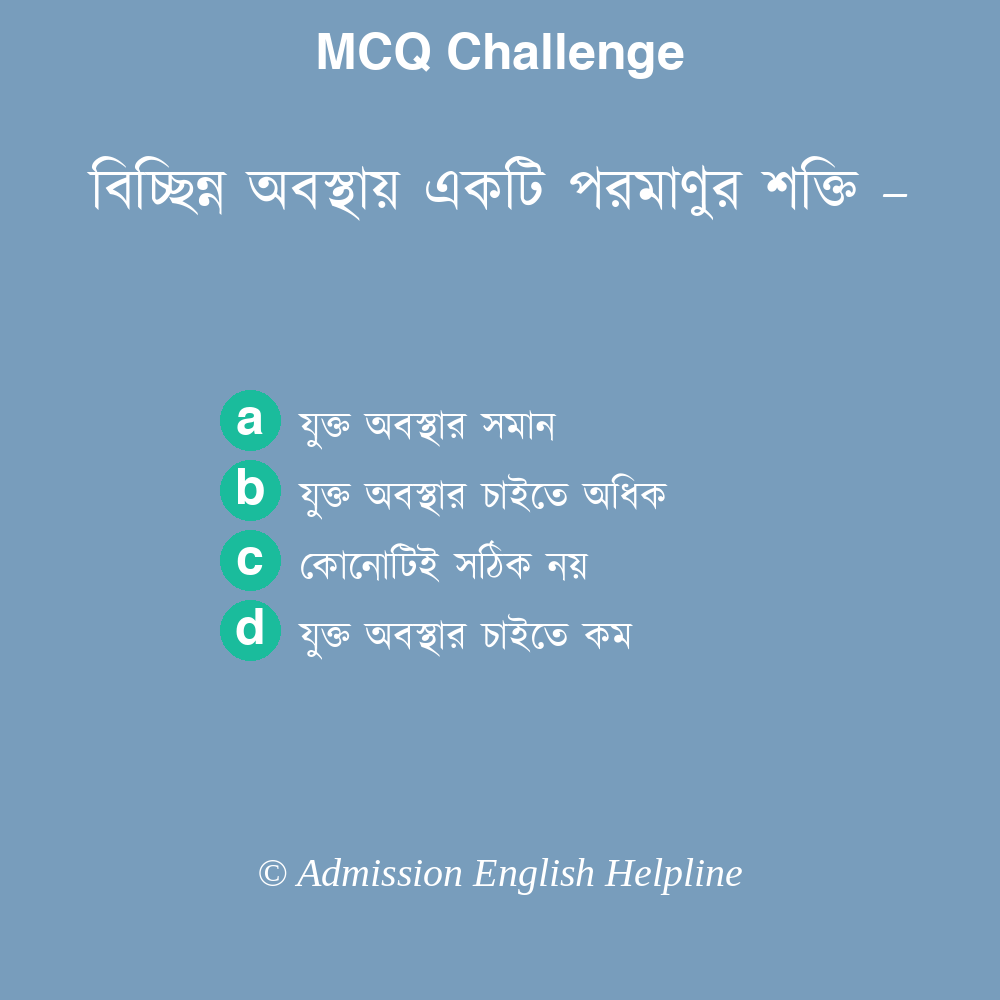 MCQ Challenge
বিচ্ছিন্ন অবস্থায় একটি পরমাণুর শক্তি –
a যুক্ত অবস্থার সমান
b যুক্ত অবস্থার চাইতে অধিক
c কোনোটিই সঠিক নয়
d যুক্ত অবস্থার চাইতে কম
© Admission English Helpline